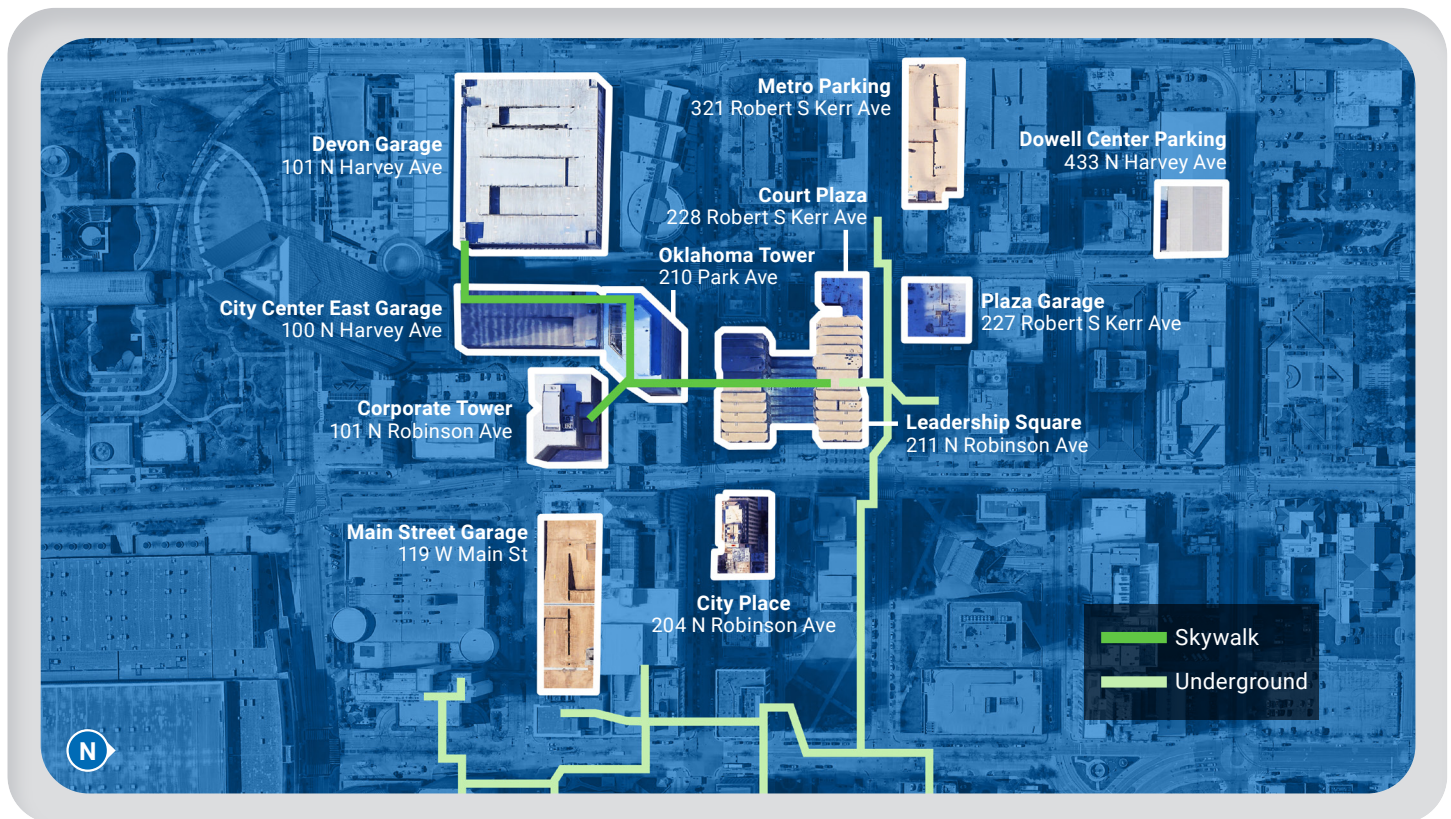 Metro Parking
321 Robert S Kerr Ave
Devon Garage
101 N Harvey Ave
Dowell Center Parking
433 N Harvey Ave
Court Plaza
228 Robert S Kerr Ave
Oklahoma Tower
210 Park Ave
City Center East Garage
100 N Harvey Ave
Plaza Garage
227 Robert S Kerr Ave
Corporate Tower
101 N Robinson Ave
Leadership Square
211 N Robinson Ave
Main Street Garage
119 W Main St
City Place
204 N Robinson Ave
Skywalk
Underground
N